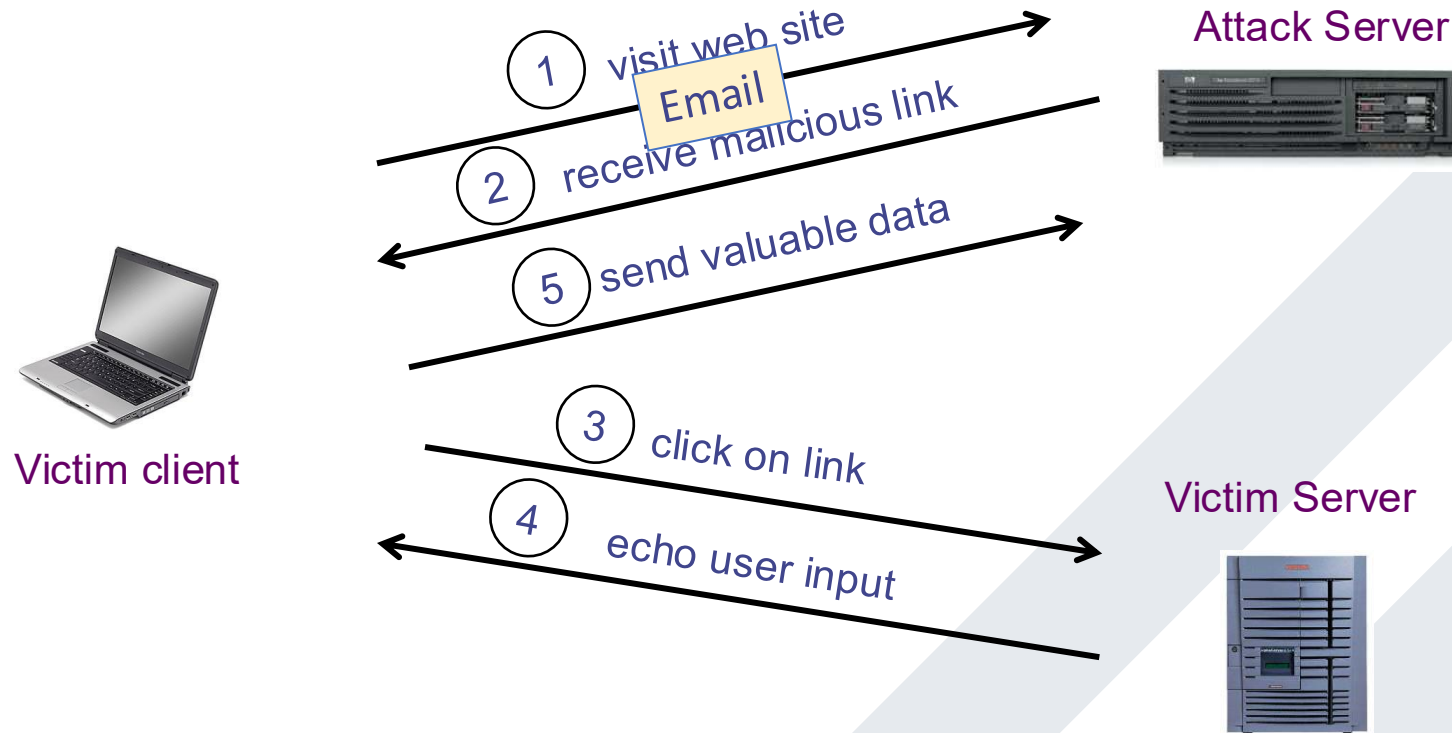 Attack Server
1 visit web site
Email
2 receive malicious link
5 send valuable data
Victim client
3 click on link
4 echo user input
Victim Server